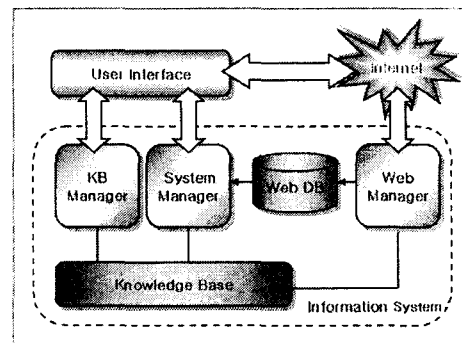 User Interface
Internet
KB
Manager
System
Manager
Web DB
Web
Manager
Knowledge Base
Information System